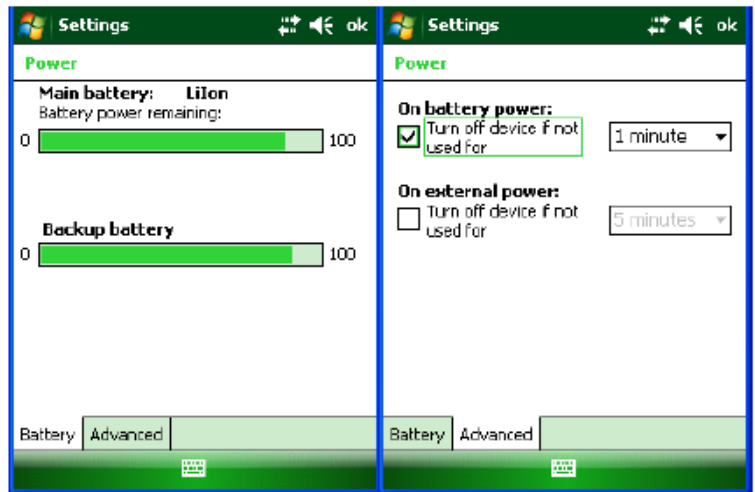 Settings ok
Power
Main battery: LiIon
Battery power remaining:
0 100
Backup battery
0 100
Battery Advanced
Settings ok
Power
On battery power:
Turn off device if not
used for
1 minute
On external power:
Turn off device if not
used for
5 minutes
Battery Advanced